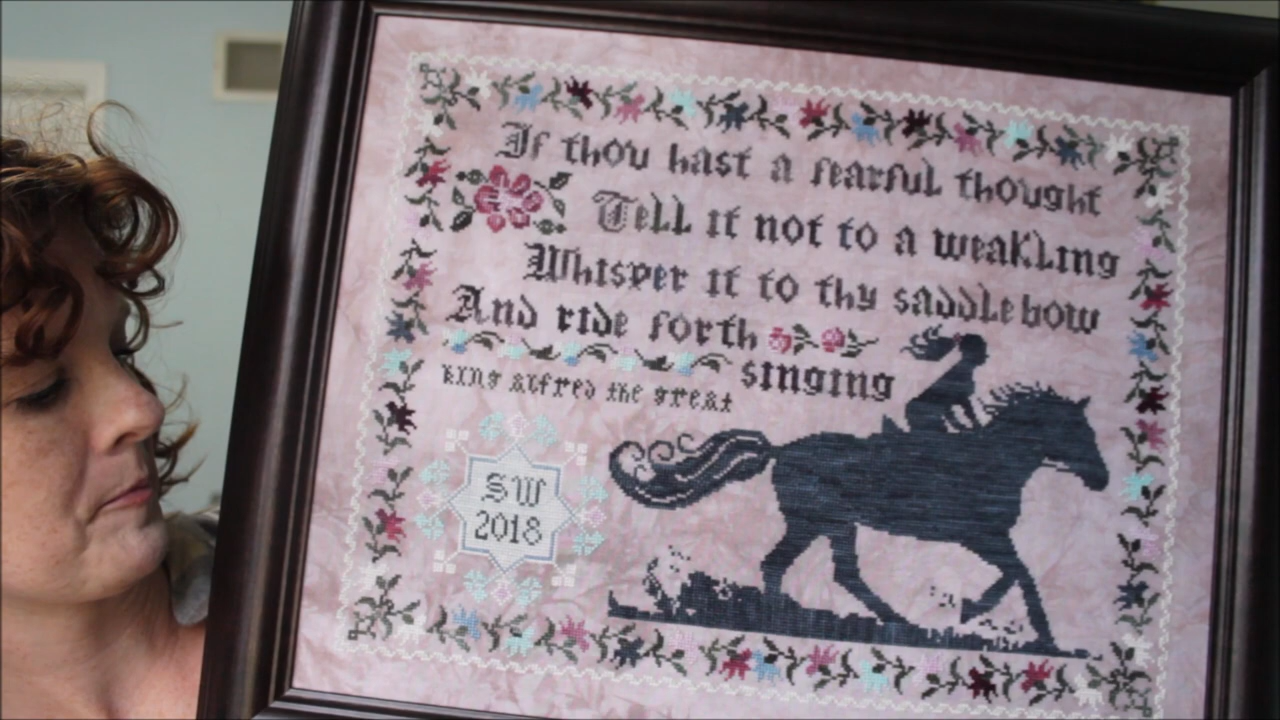 If thou hast a fearful thought
Tell it not to a weakling
Whisper it to thy saddlebow
And ride forth
singing
king alfred the great
SW
2018